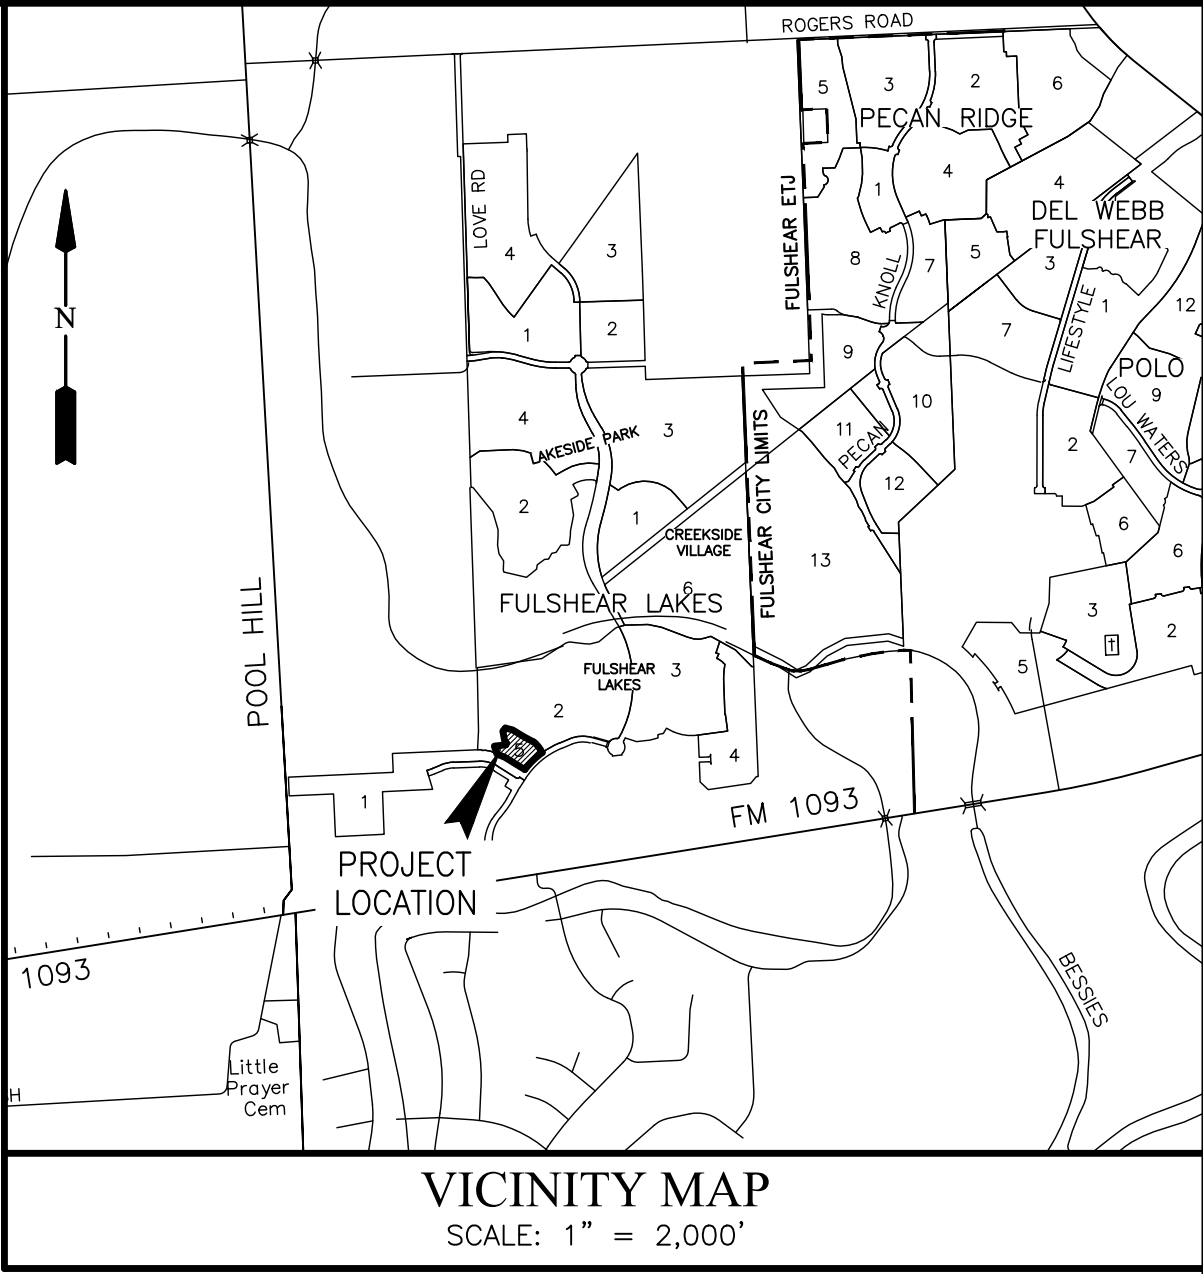 ROGERS ROAD
5
3
2
6
PECAN RIDGE
4
1
4
DEL WEBB
FULSHEAR
LOVE RD
4
3
FULSHEAR ETJ
8
KNOLL
7
5
3
1
12
N
1
2
9
7
LIFESTYLE
POLO
9
LOU WATERS
4
LAKESIDE PARK
3
FULSHEAR CITY LIMITS
11
PECAN
10
2
7
2
1
12
CREEKSIDE
VILLAGE
13
6
6
6
FULSHEAR LAKES
3
2
POOL HILL
FULSHEAR
LAKES
3
5
2
5
4
1
FM 1093
PROJECT
LOCATION
1093
BESSIES
Little
Prayer
Cem
VICINITY MAP
SCALE: 1" = 2,000'